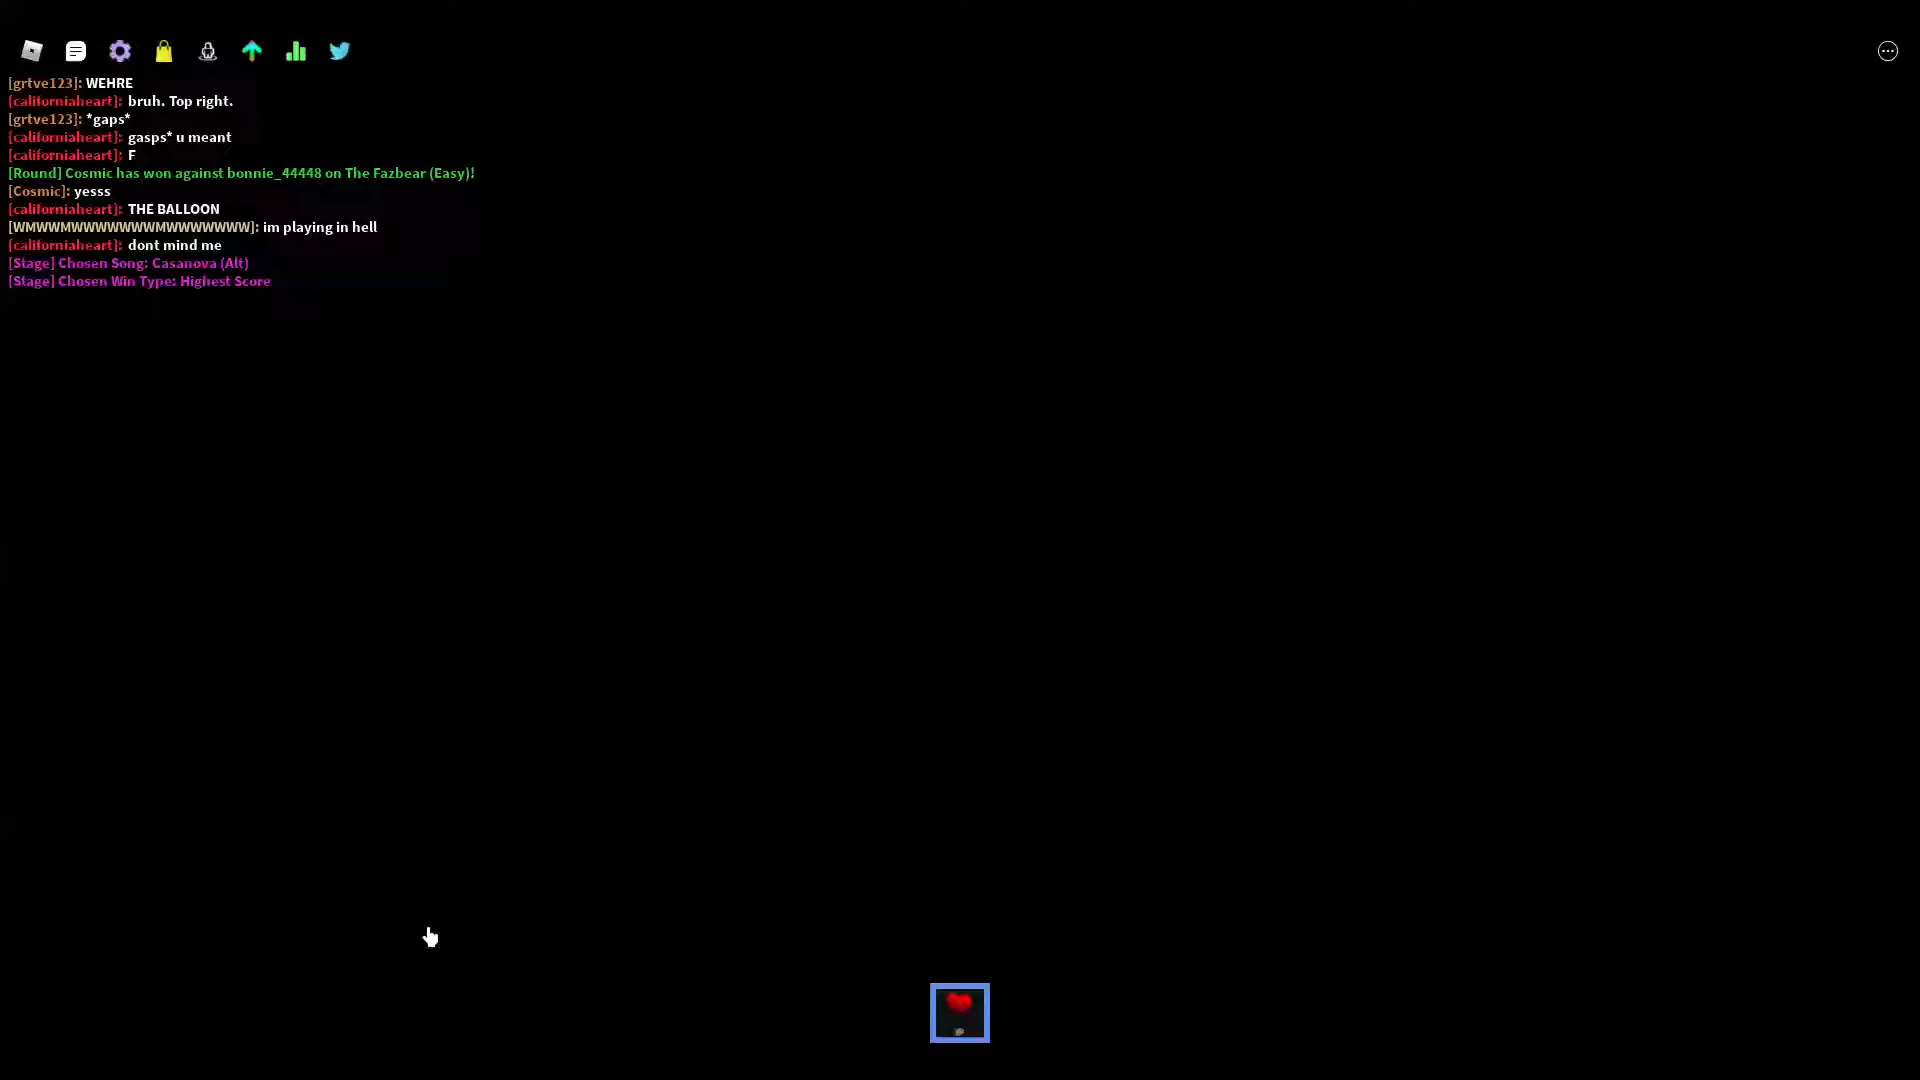 [grtve123]: WEHRE
[californiaheart]: bruh. Top right.
[grtve123]: *gaps*
[californiaheart]: gasps* u meant
[californiaheart]: F
[Round] Cosmic has won against bonnie_44448 on The Fazbear (Easy)!
[Cosmic]: yesss
[californiaheart]: THE BALLOON
[WMWWMWWWWWWWMWWWWWWW]: im playing in hell
[californiaheart]: dont mind me
[Stage] Chosen Song: Casanova (Alt)
[Stage] Chosen Win Type: Highest Score